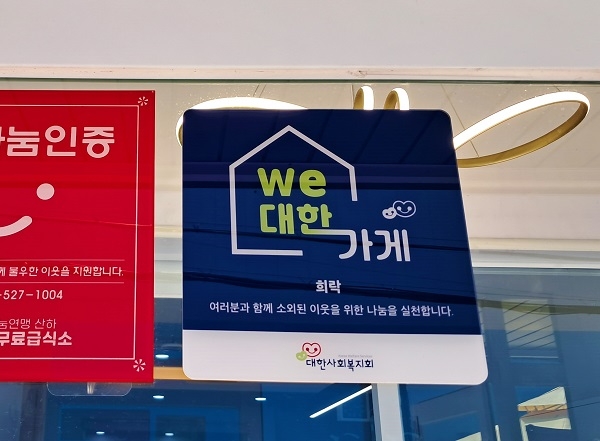 눔인증
께 불우한 이웃을 지원합니다.
-527-1004
눔연맹 산하
무료급식소
we
대한
가게
희락
여러분과 함께 소외된 이웃을 위한 나눔을 실천합니다.
대한사회복지회